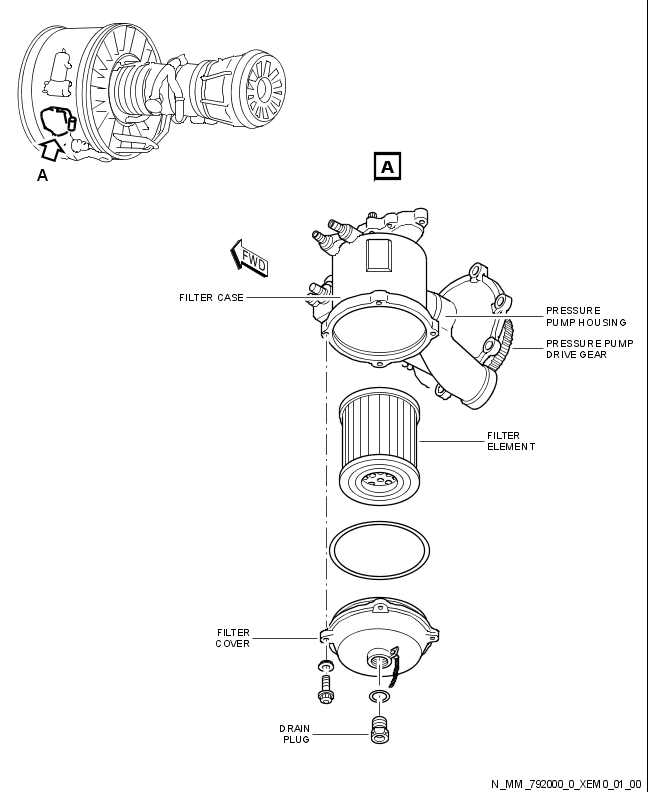 A
A
FWD
FILTER CASE
PRESSURE
PUMP HOUSING
PRESSURE PUMP
DRIVE GEAR
FILTER
ELEMENT
FILTER
COVER
DRAIN
PLUG
N_MM_792000_0_XEM0_01_00